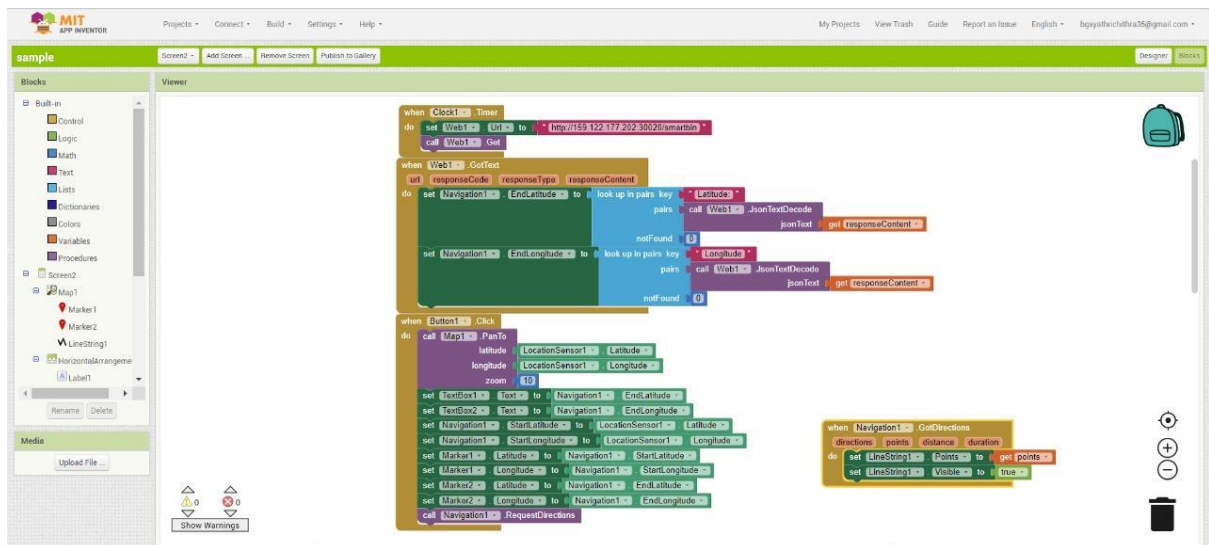 MIT
APP INVENTOR
Projects Connect Build Settings Help
My Projects View Trash Guide Report an Issue English bgayathrichithra35@gmail.com
sample
Screen2 Add Screen ... Remove Screen Publish to Gallery
Designer Blocks
Blocks
Viewer
Built-in
Control
Logic
Math
Text
Lists
Dictionaries
Colors
Variables
Procedures
Screen2
Map1
Marker1
Marker2
LineString1
HorizontalArrangeme
Label1
Rename Delete
Media
Upload File ...
when Clock1 .Timer
do set Web1 . Url to " http://159.122.177.202:30020/smartbin "
call Web1 .Get
when Web1 .GotText
url responseCode responseType responseContent
do set Navigation1 . EndLatitude to look up in pairs key " Latitude: "
pairs call Web1 .JsonTextDecode
jsonText get responseContent
notFound 0
set Navigation1 . EndLongitude to look up in pairs key " Longitude "
pairs call Web1 .JsonTextDecode
jsonText get responseContent
notFound 0
when Button1 .Click
do call Map1 .PanTo
latitude LocationSensor1 . Latitude
longitude LocationSensor1 . Longitude
zoom 10
set TextBox1 . Text to Navigation1 . EndLatitude
set TextBox2 . Text to Navigation1 . EndLongitude
set Navigation1 . StartLatitude to LocationSensor1 . Latitude
set Navigation1 . StartLongitude to LocationSensor1 . Longitude
set Marker1 . Latitude to Navigation1 . StartLatitude
set Marker1 . Longitude to Navigation1 . StartLongitude
set Marker2 . Latitude to Navigation1 . EndLatitude
set Marker2 . Longitude to Navigation1 . EndLongitude
call Navigation1 .RequestDirections
when Navigation1 .GotDirections
directions points distance duration
do set LineString1 . Points to get points
set LineString1 . Visible to true
0 0
Show Warnings